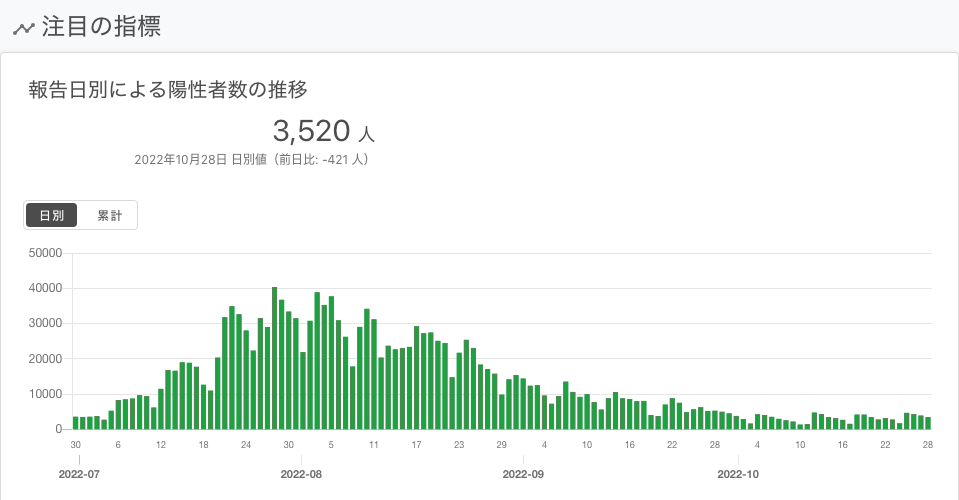 注目の指標
報告日別による陽性者数の推移
3,520 人
2022年10月28日 日別値（前日比: -421 人）
日別 累計
50000
40000
30000
20000
10000
0
30 6 12 18 24 30 5 11 17 23 29 4 10 16 22 28 4 10 16 22 28
2022-07 2022-08 2022-09 2022-10